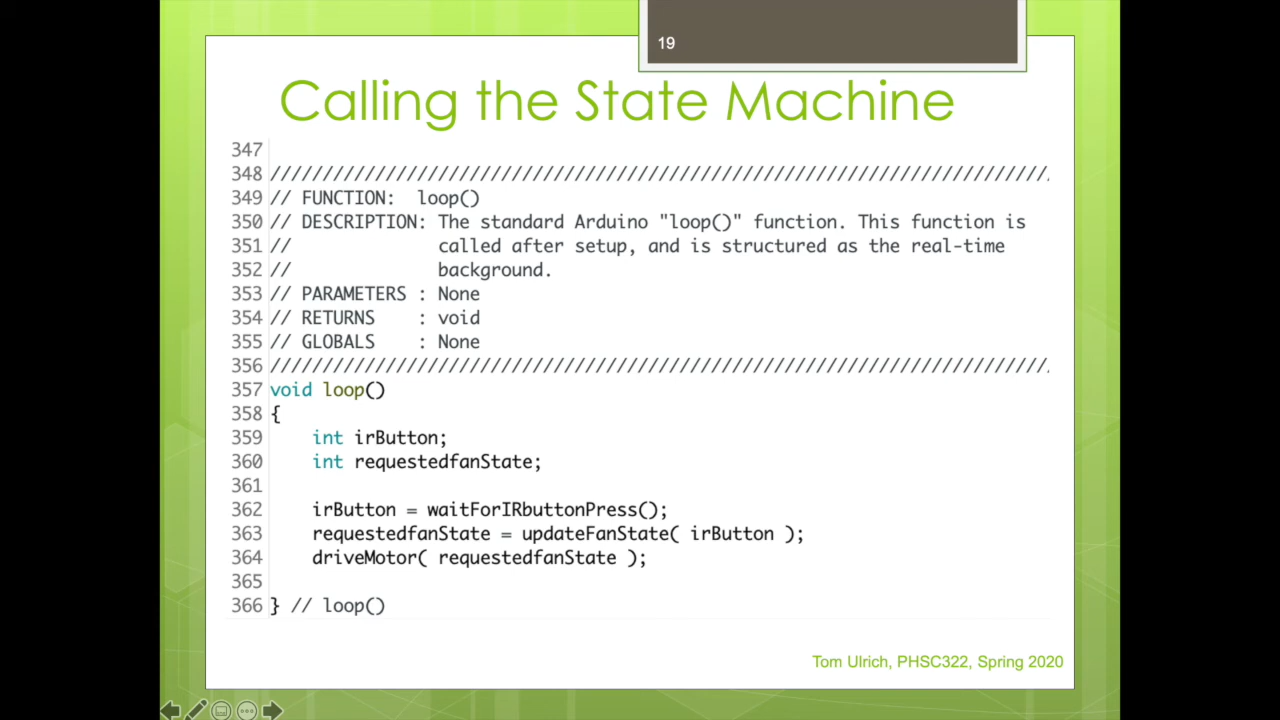 19
Calling the State Machine
347
348 //////////////////////////////////////////////////////////////////////////
349 // FUNCTION:  loop()
350 // DESCRIPTION: The standard Arduino "loop()" function. This function is
351 //              called after setup, and is structured as the real-time
352 //              background.
353 // PARAMETERS : None
354 // RETURNS    : void
355 // GLOBALS    : None
356 //////////////////////////////////////////////////////////////////////////
357 void loop()
358 {
359     int irButton;
360     int requestedfanState;
361
362     irButton = waitForIRbuttonPress();
363     requestedfanState = updateFanState( irButton );
364     driveMotor( requestedfanState );
365
366 } // loop()
Tom Ulrich, PHSC322, Spring 2020